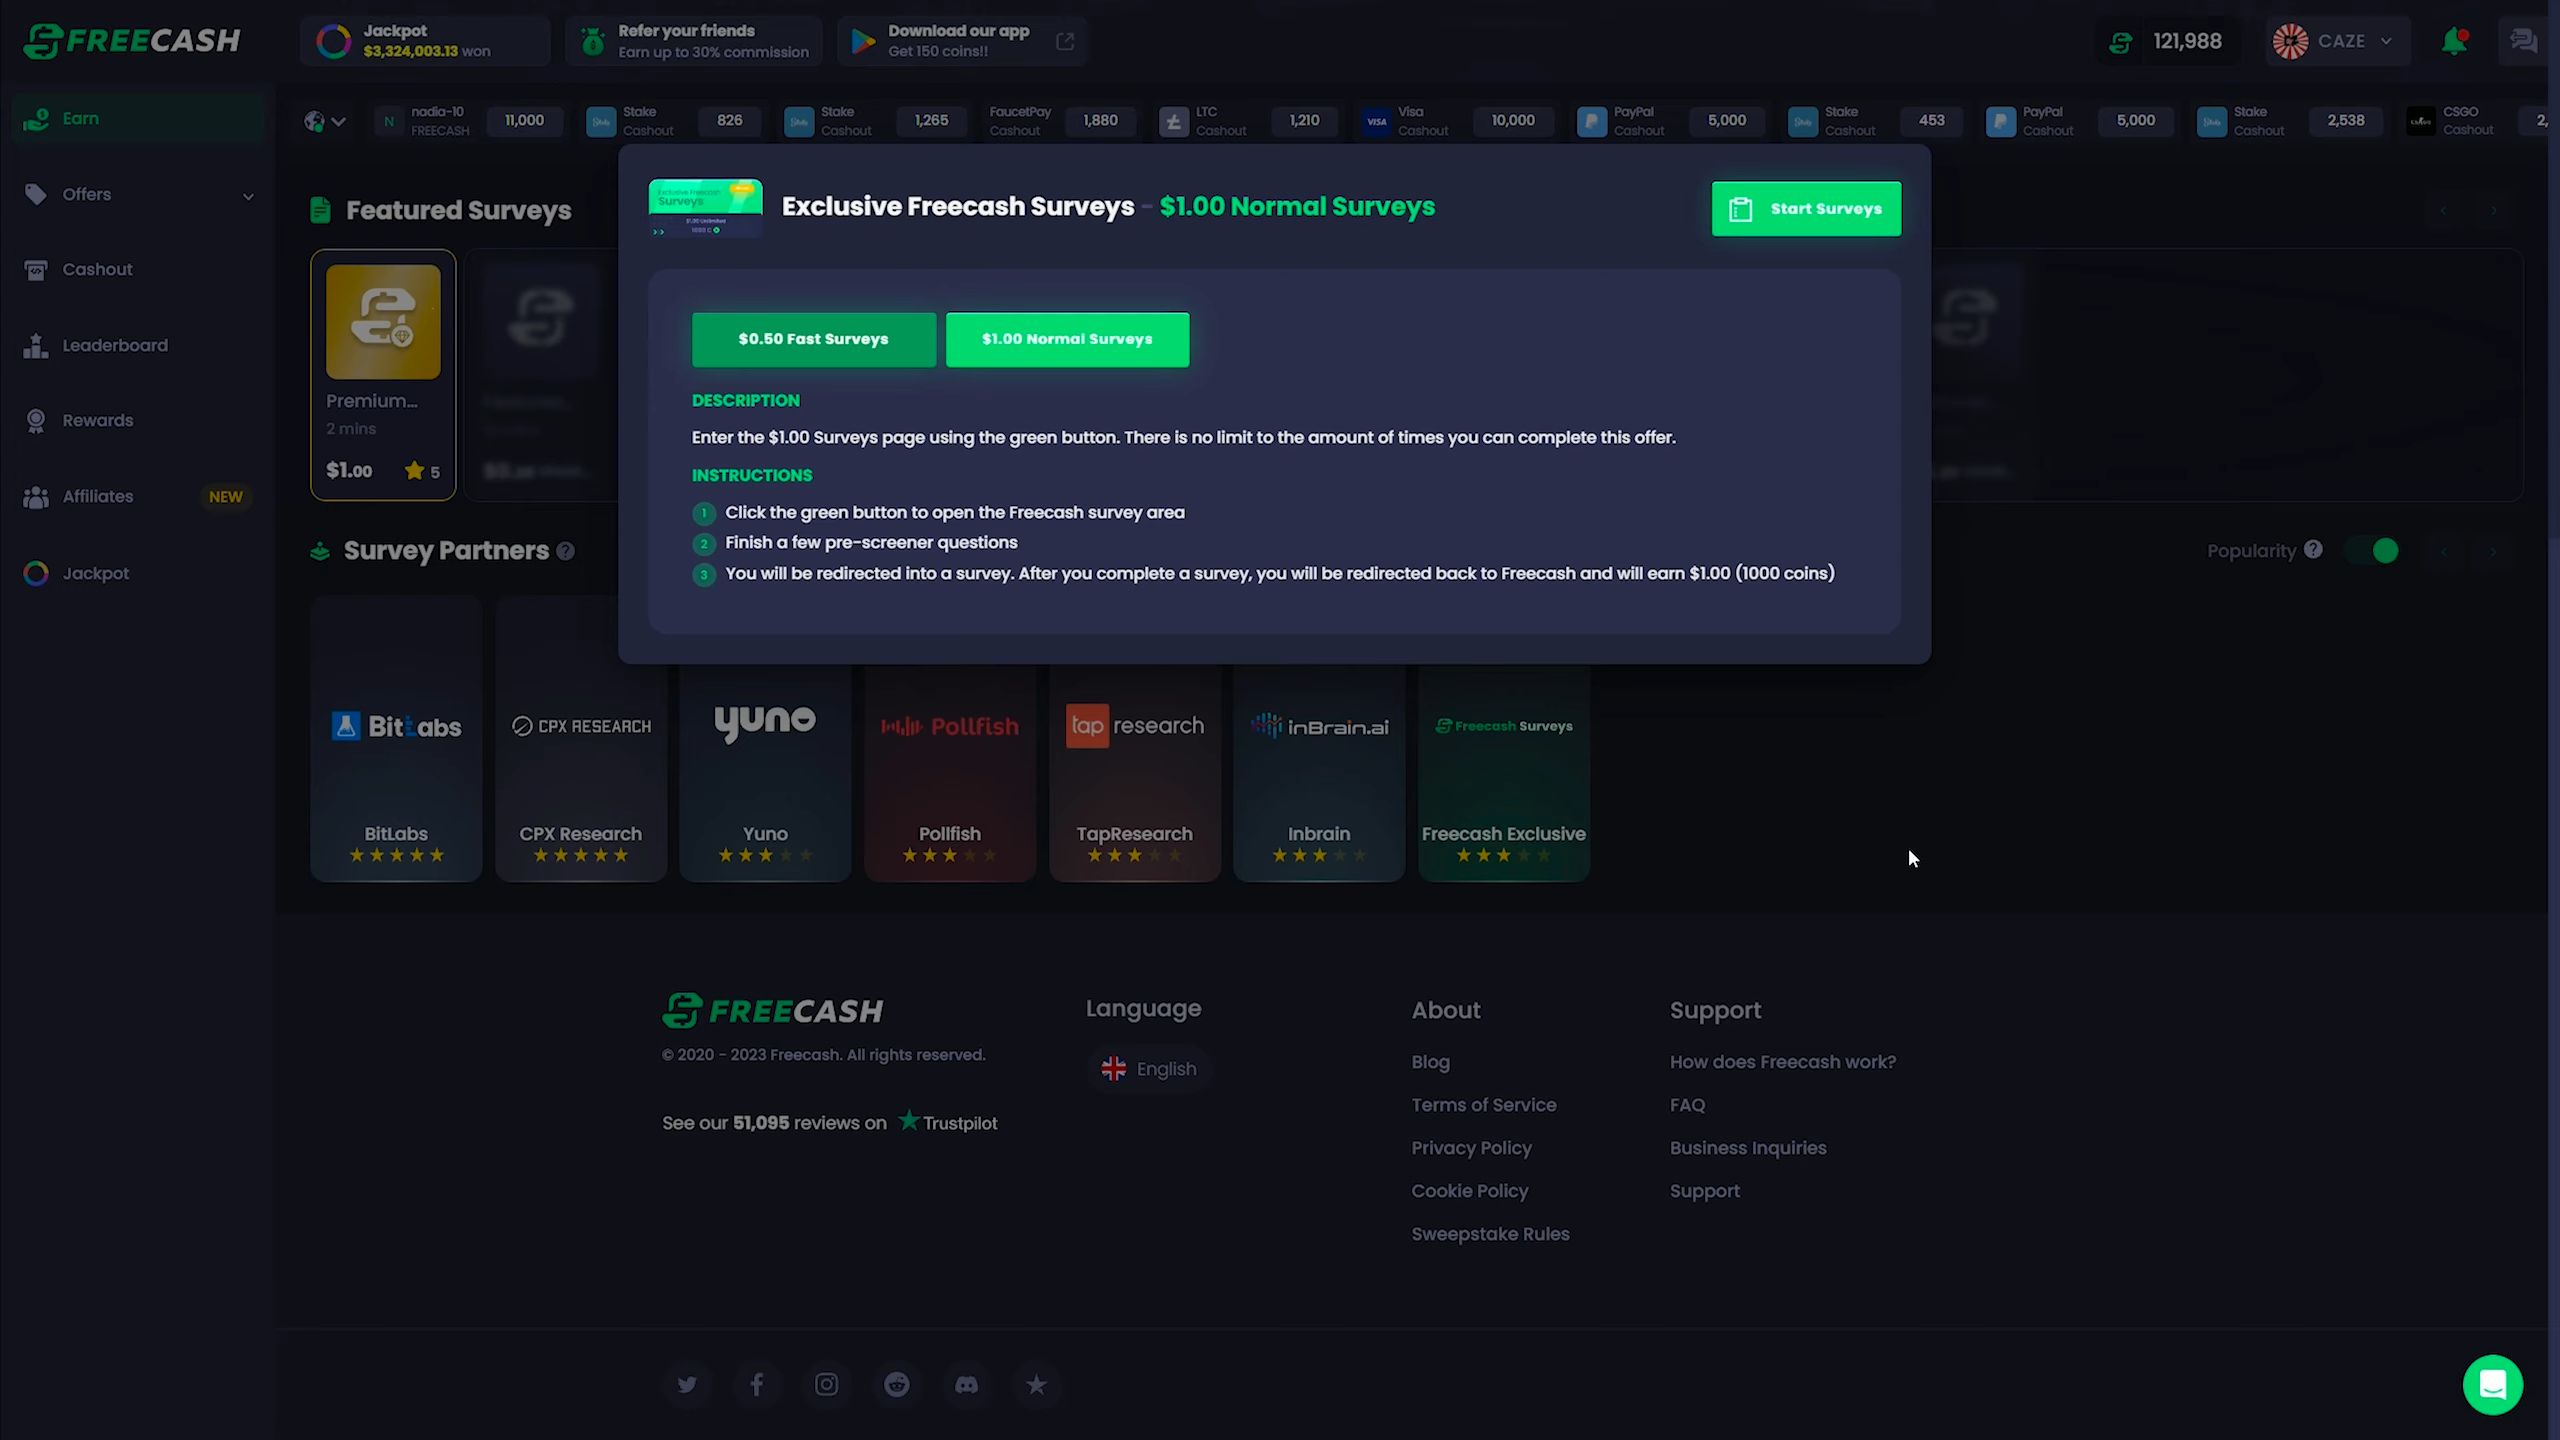 FREECASH
Jackpot
$3,324,003.13 won
Refer your friends
Earn up to 30% commission
Download our app
Get 150 coins!!
121,988
CAZE
Earn
Offers
Cashout
Leaderboard
Rewards
Affiliates NEW
Jackpot
N nadia-10 FREECASH 11,000
Stake Cashout 826
Stake Cashout 1,265
FaucetPay Cashout 1,880
LTC Cashout 1,210
VISA Visa Cashout 10,000
PayPal Cashout 5,000
Stake Cashout 453
PayPal Cashout 5,000
Stake Cashout 2,538
CSGO Cashout 2,
Featured Surveys
Premium...
2 mins
$1.00 5
Exclusive Freecash
Surveys
Exclusive Freecash Surveys - $1.00 Normal Surveys
Start Surveys
$0.50 Fast Surveys
$1.00 Normal Surveys
DESCRIPTION
Enter the $1.00 Surveys page using the green button. There is no limit to the amount of times you can complete this offer.
INSTRUCTIONS
1 Click the green button to open the Freecash survey area
2 Finish a few pre-screener questions
3 You will be redirected into a survey. After you complete a survey, you will be redirected back to Freecash and will earn $1.00 (1000 coins)
Survey Partners ?
Popularity ?
BitLabs
BitLabs
CPX RESEARCH
CPX Research
yuno
Yuno
Pollfish
Pollfish
tap research
TapResearch
inBrain.ai
Inbrain
Freecash Surveys
Freecash Exclusive
FREECASH
© 2020 - 2023 Freecash. All rights reserved.
See our 51,095 reviews on Trustpilot
Language
English
About
Blog
Terms of Service
Privacy Policy
Cookie Policy
Sweepstake Rules
Support
How does Freecash work?
FAQ
Business Inquiries
Support